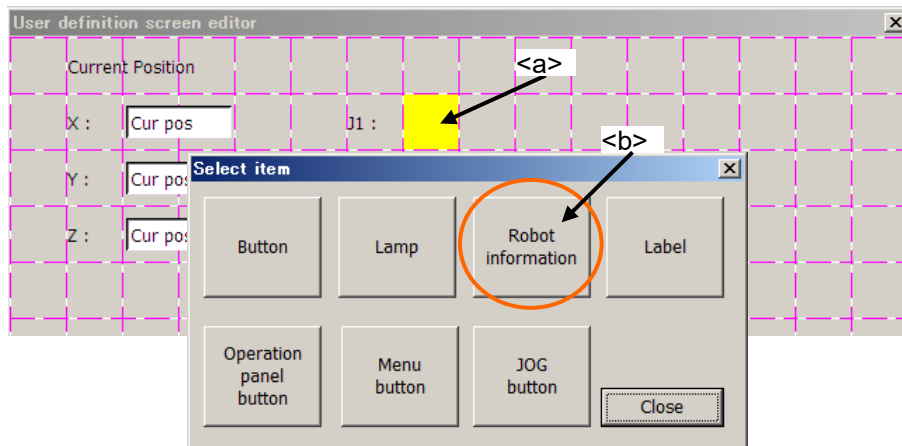 User definition screen editor
Current Position
<a>
X :
Cur pos
J1 :
<b>
Y :
Cur pos
Select item
Z :
Cur pos
Button
Lamp
Robot
information
Label
Operation
panel
button
Menu
button
JOG
button
Close